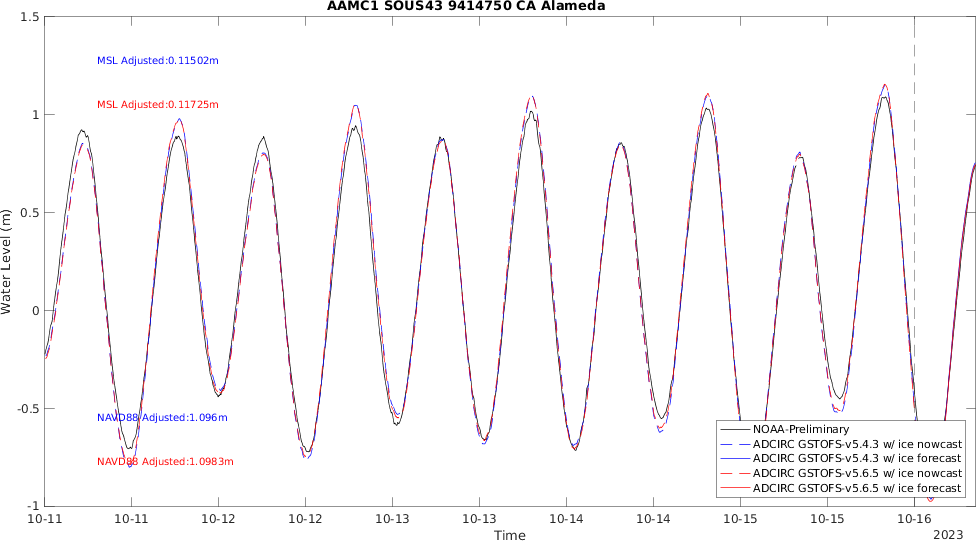 AAMC1 SOUS43 9414750 CA Alameda
1.5
1
0.5
0
-0.5
-1
Water Level (m)
MSL Adjusted:0.11502m
MSL Adjusted:0.11725m
NAVD88 Adjusted:1.096m
NAVD88 Adjusted:1.0983m
NOAA-Preliminary
ADCIRC GSTOFS-v5.4.3 w/ ice nowcast
ADCIRC GSTOFS-v5.4.3 w/ ice forecast
ADCIRC GSTOFS-v5.6.5 w/ ice nowcast
ADCIRC GSTOFS-v5.6.5 w/ ice forecast
10-11 10-11 10-12 10-12 10-13 10-13 10-14 10-14 10-15 10-15 10-16
Time
2023